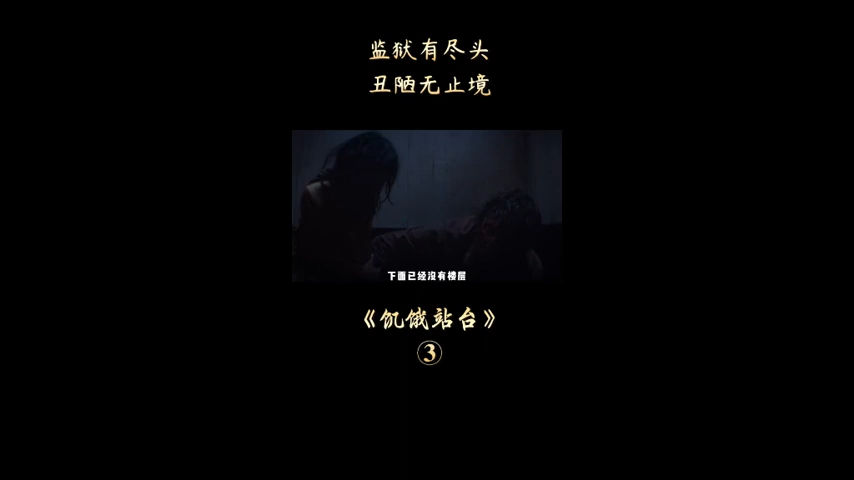 监狱有尽头
丑陋无止境
下面已经没有楼层
《饥饿站台》
③